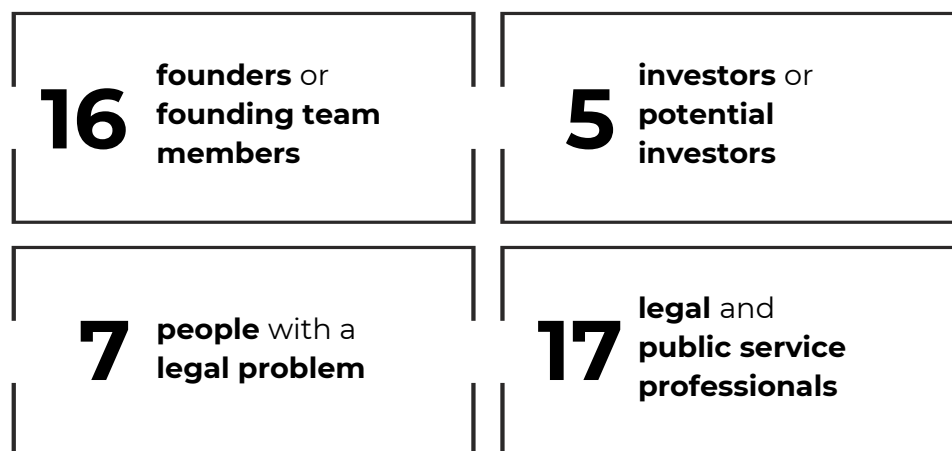 16
founders or
founding team
members
5
investors or
potential
investors
7
people with a
legal problem
17
legal and
public service
professionals